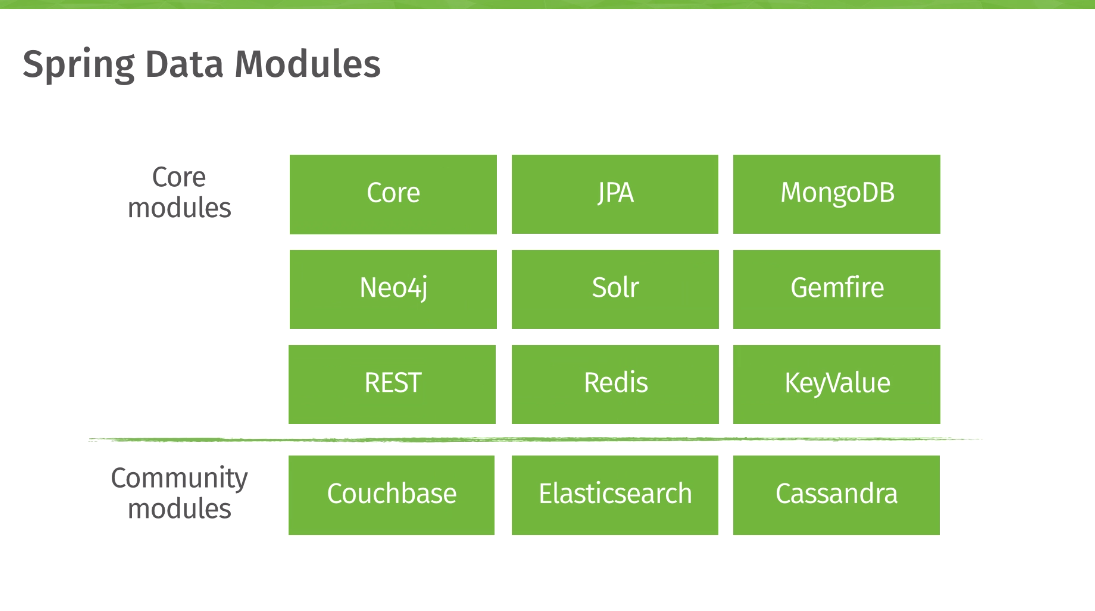 Spring Data Modules
Core
modules
Core
JPA
MongoDB
Neo4j
Solr
Gemfire
REST
Redis
KeyValue
Community
modules
Couchbase
Elasticsearch
Cassandra